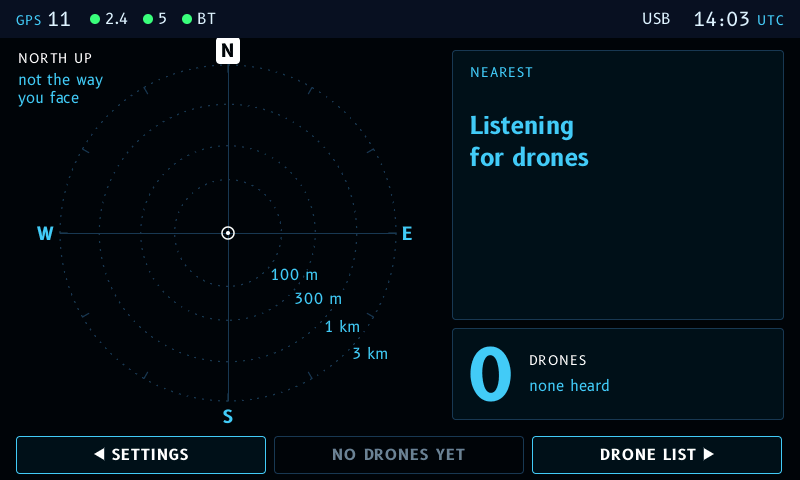 GPS 11 2.4 5 BT USB 14:03 UTC
NORTH UP
not the way
you face
N
W
E
S
100 m
300 m
1 km
3 km
NEAREST
Listening
for drones
0
DRONES
none heard
◀ SETTINGS
NO DRONES YET
DRONE LIST ▶